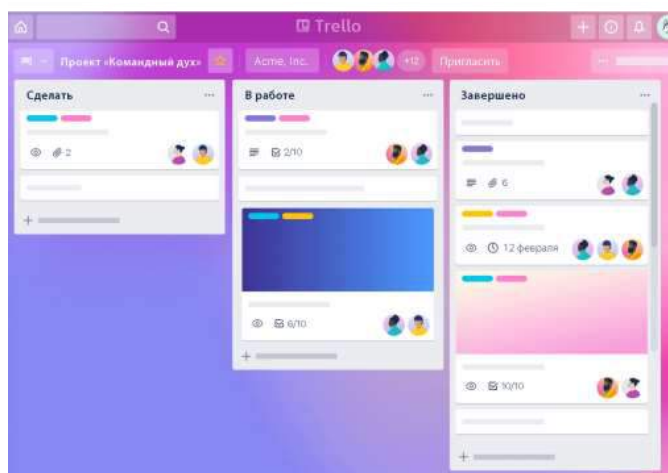 Trello
Проект «Командный дух» Acme, Inc. +12 Пригласить
Сделать
2
В работе
2/10
6/10
Завершено
6
12 февраля
10/10